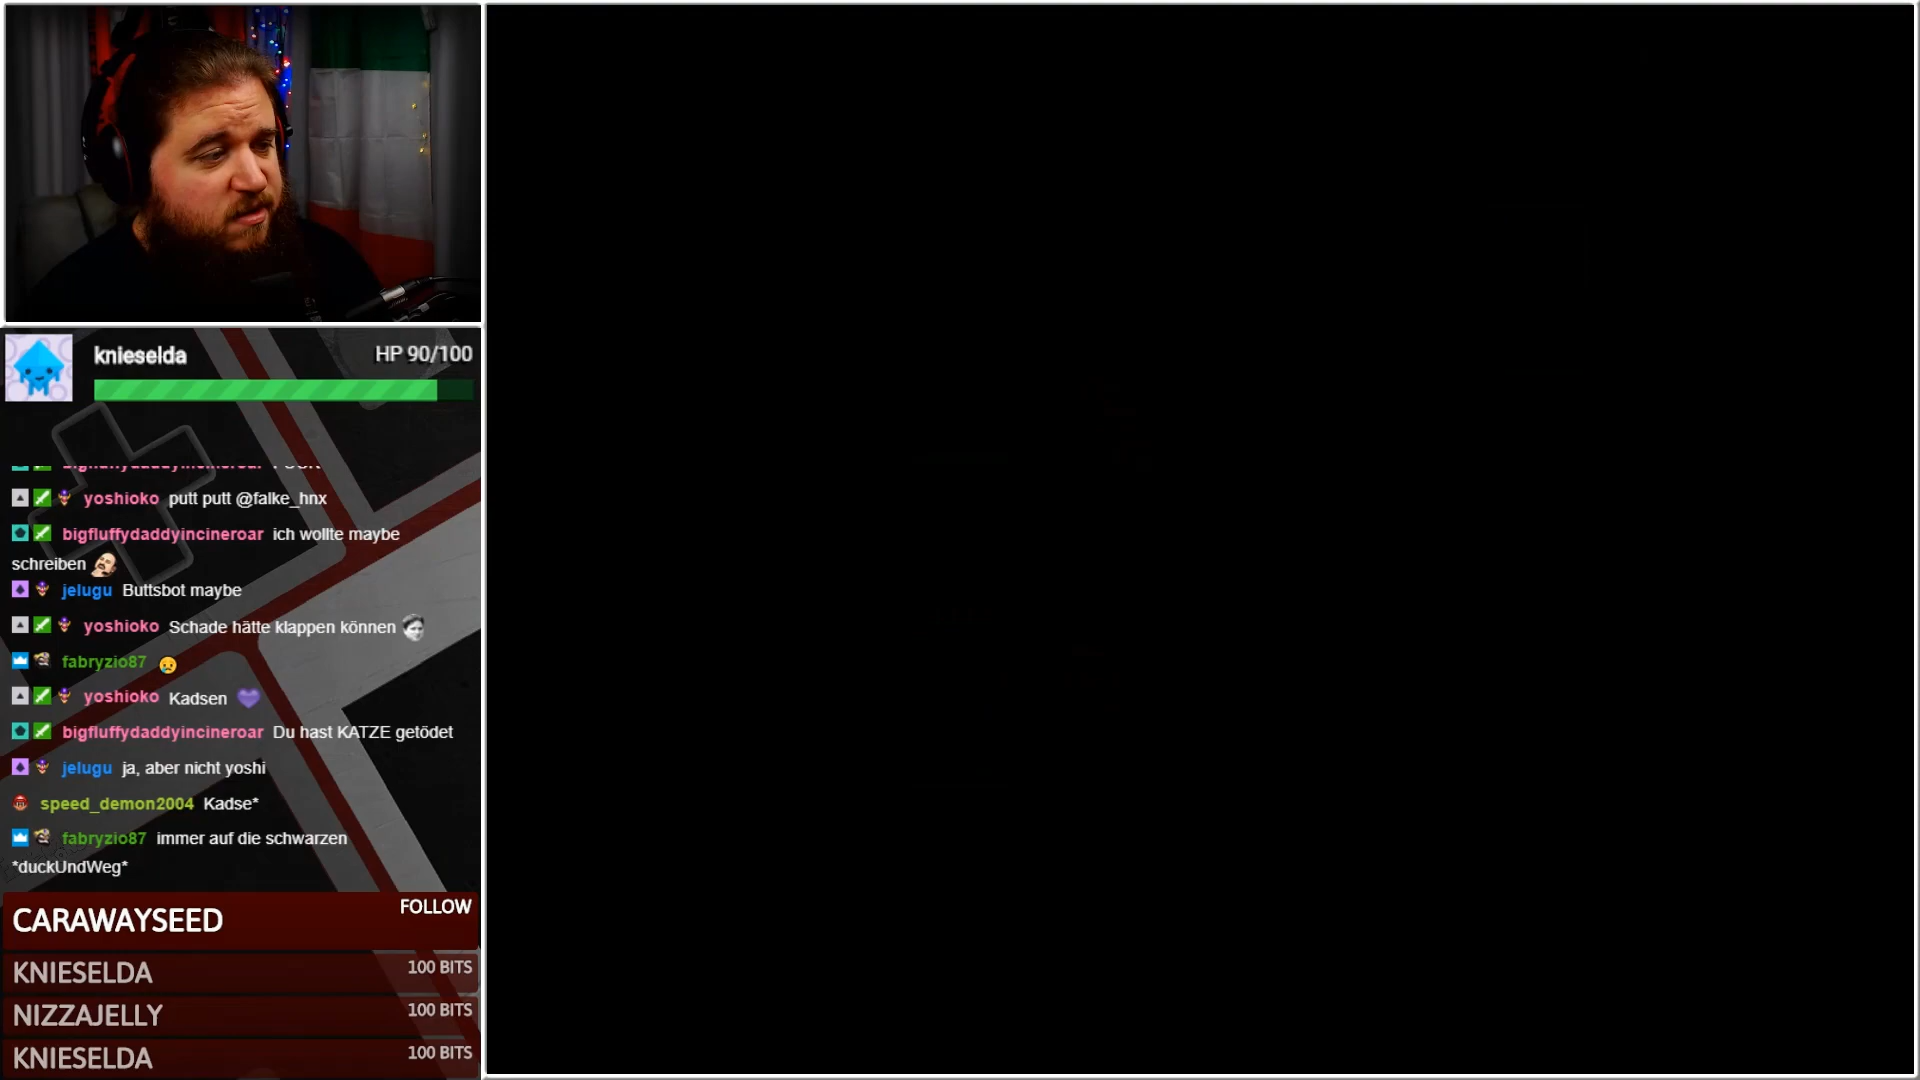 knieselda HP 90/100
yoshioko putt putt @falke_hnx
bigfluffydaddyincineroar ich wollte maybe
schreiben
jelugu Buttsbot maybe
yoshioko Schade hätte klappen können
fabryzio87
yoshioko Kadsen
bigfluffydaddyincineroar Du hast KATZE getödet
jelugu ja, aber nicht yoshi
speed_demon2004 Kadse*
fabryzio87 immer auf die schwarzen
*duckUndWeg*
CARAWAYSEED FOLLOW
KNIESELDA 100 BITS
NIZZAJELLY 100 BITS
KNIESELDA 100 BITS